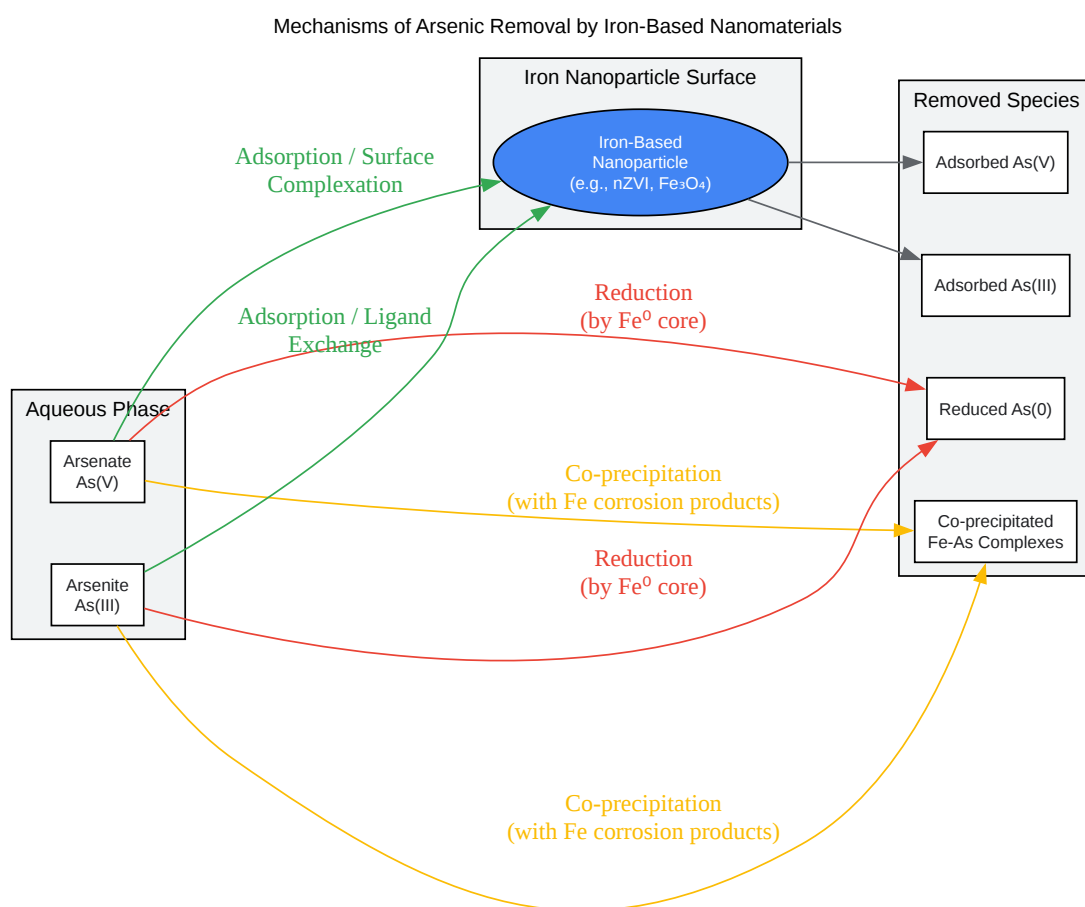 Mechanisms of Arsenic Removal by Iron-Based Nanomaterials
Iron Nanoparticle Surface
Iron-Based
Nanoparticle
(e.g., nZVI, Fe₃O₄)
Removed Species
Adsorbed As(V)
Adsorbed As(III)
Reduced As(0)
Co-precipitated
Fe-As Complexes
Adsorption / Surface
Complexation
Adsorption / Ligand
Exchange
Reduction
(by Fe⁰ core)
Aqueous Phase
Arsenate
As(V)
Arsenite
As(III)
Co-precipitation
(with Fe corrosion products)
Reduction
(by Fe⁰ core)
Co-precipitation
(with Fe corrosion products)